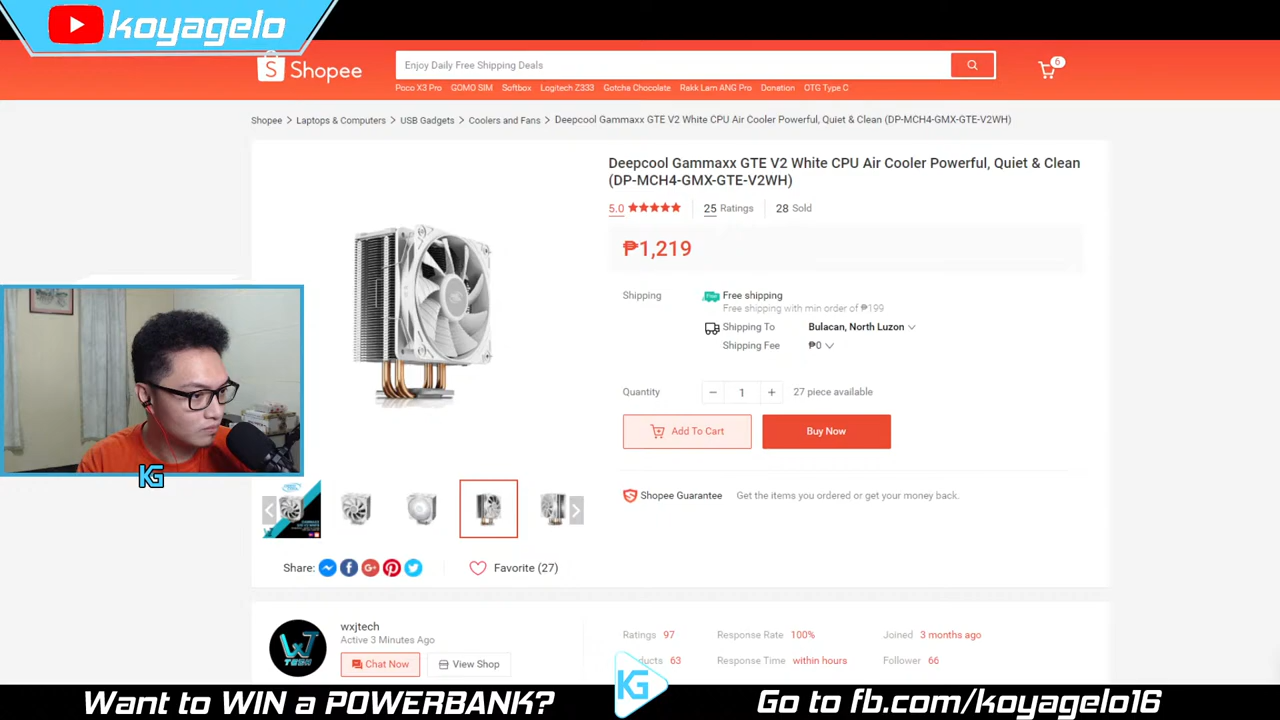 koyagelo
Shopee
Enjoy Daily Free Shipping Deals
6
Poco X3 Pro GOMO SIM Softbox Logitech Z333 Gotcha Chocolate Rakk Lam ANG Pro Donation OTG Type C
Shopee > Laptops & Computers > USB Gadgets > Coolers and Fans > Deepcool Gammaxx GTE V2 White CPU Air Cooler Powerful, Quiet & Clean (DP-MCH4-GMX-GTE-V2WH)
Deepcool Gammaxx GTE V2 White CPU Air Cooler Powerful, Quiet & Clean
(DP-MCH4-GMX-GTE-V2WH)
5.0 25 Ratings 28 Sold
₱1,219
Shipping Free shipping
Free shipping with min order of ₱199
Shipping To Bulacan, North Luzon
Shipping Fee ₱0
Quantity − 1 + 27 piece available
Add To Cart Buy Now
Shopee Guarantee Get the items you ordered or get your money back.
KG
Share: Favorite (27)
wxjtech
Active 3 Minutes Ago
Chat Now View Shop
Ratings 97 Response Rate 100% Joined 3 months ago
ducts 63 Response Time within hours Follower 66
KG
Want to WIN a POWERBANK? Go to fb.com/koyagelo16